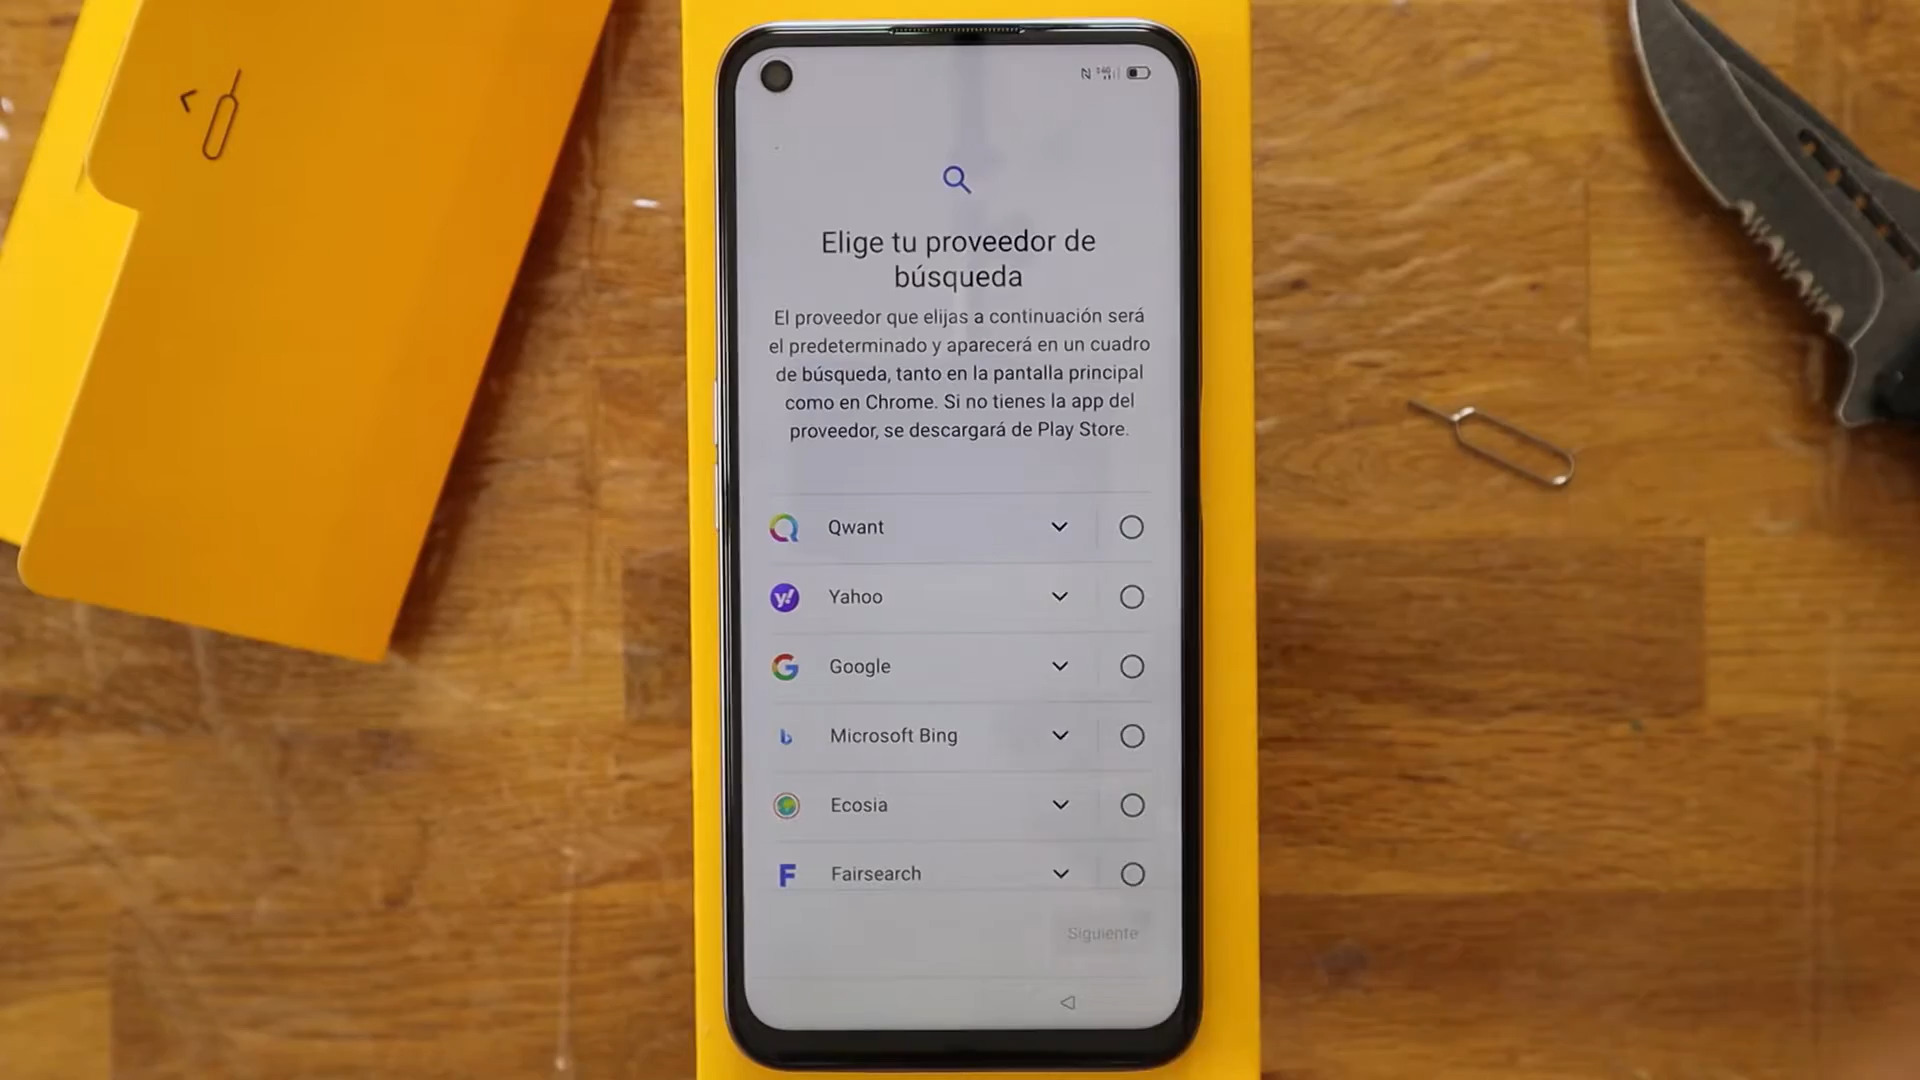 Elige tu proveedor de
búsqueda
El proveedor que elijas a continuación será
el predeterminado y aparecerá en un cuadro
de búsqueda, tanto en la pantalla principal
como en Chrome. Si no tienes la app del
proveedor, se descargará de Play Store.
Qwant
Yahoo
Google
Microsoft Bing
Ecosia
Fairsearch
Siguiente